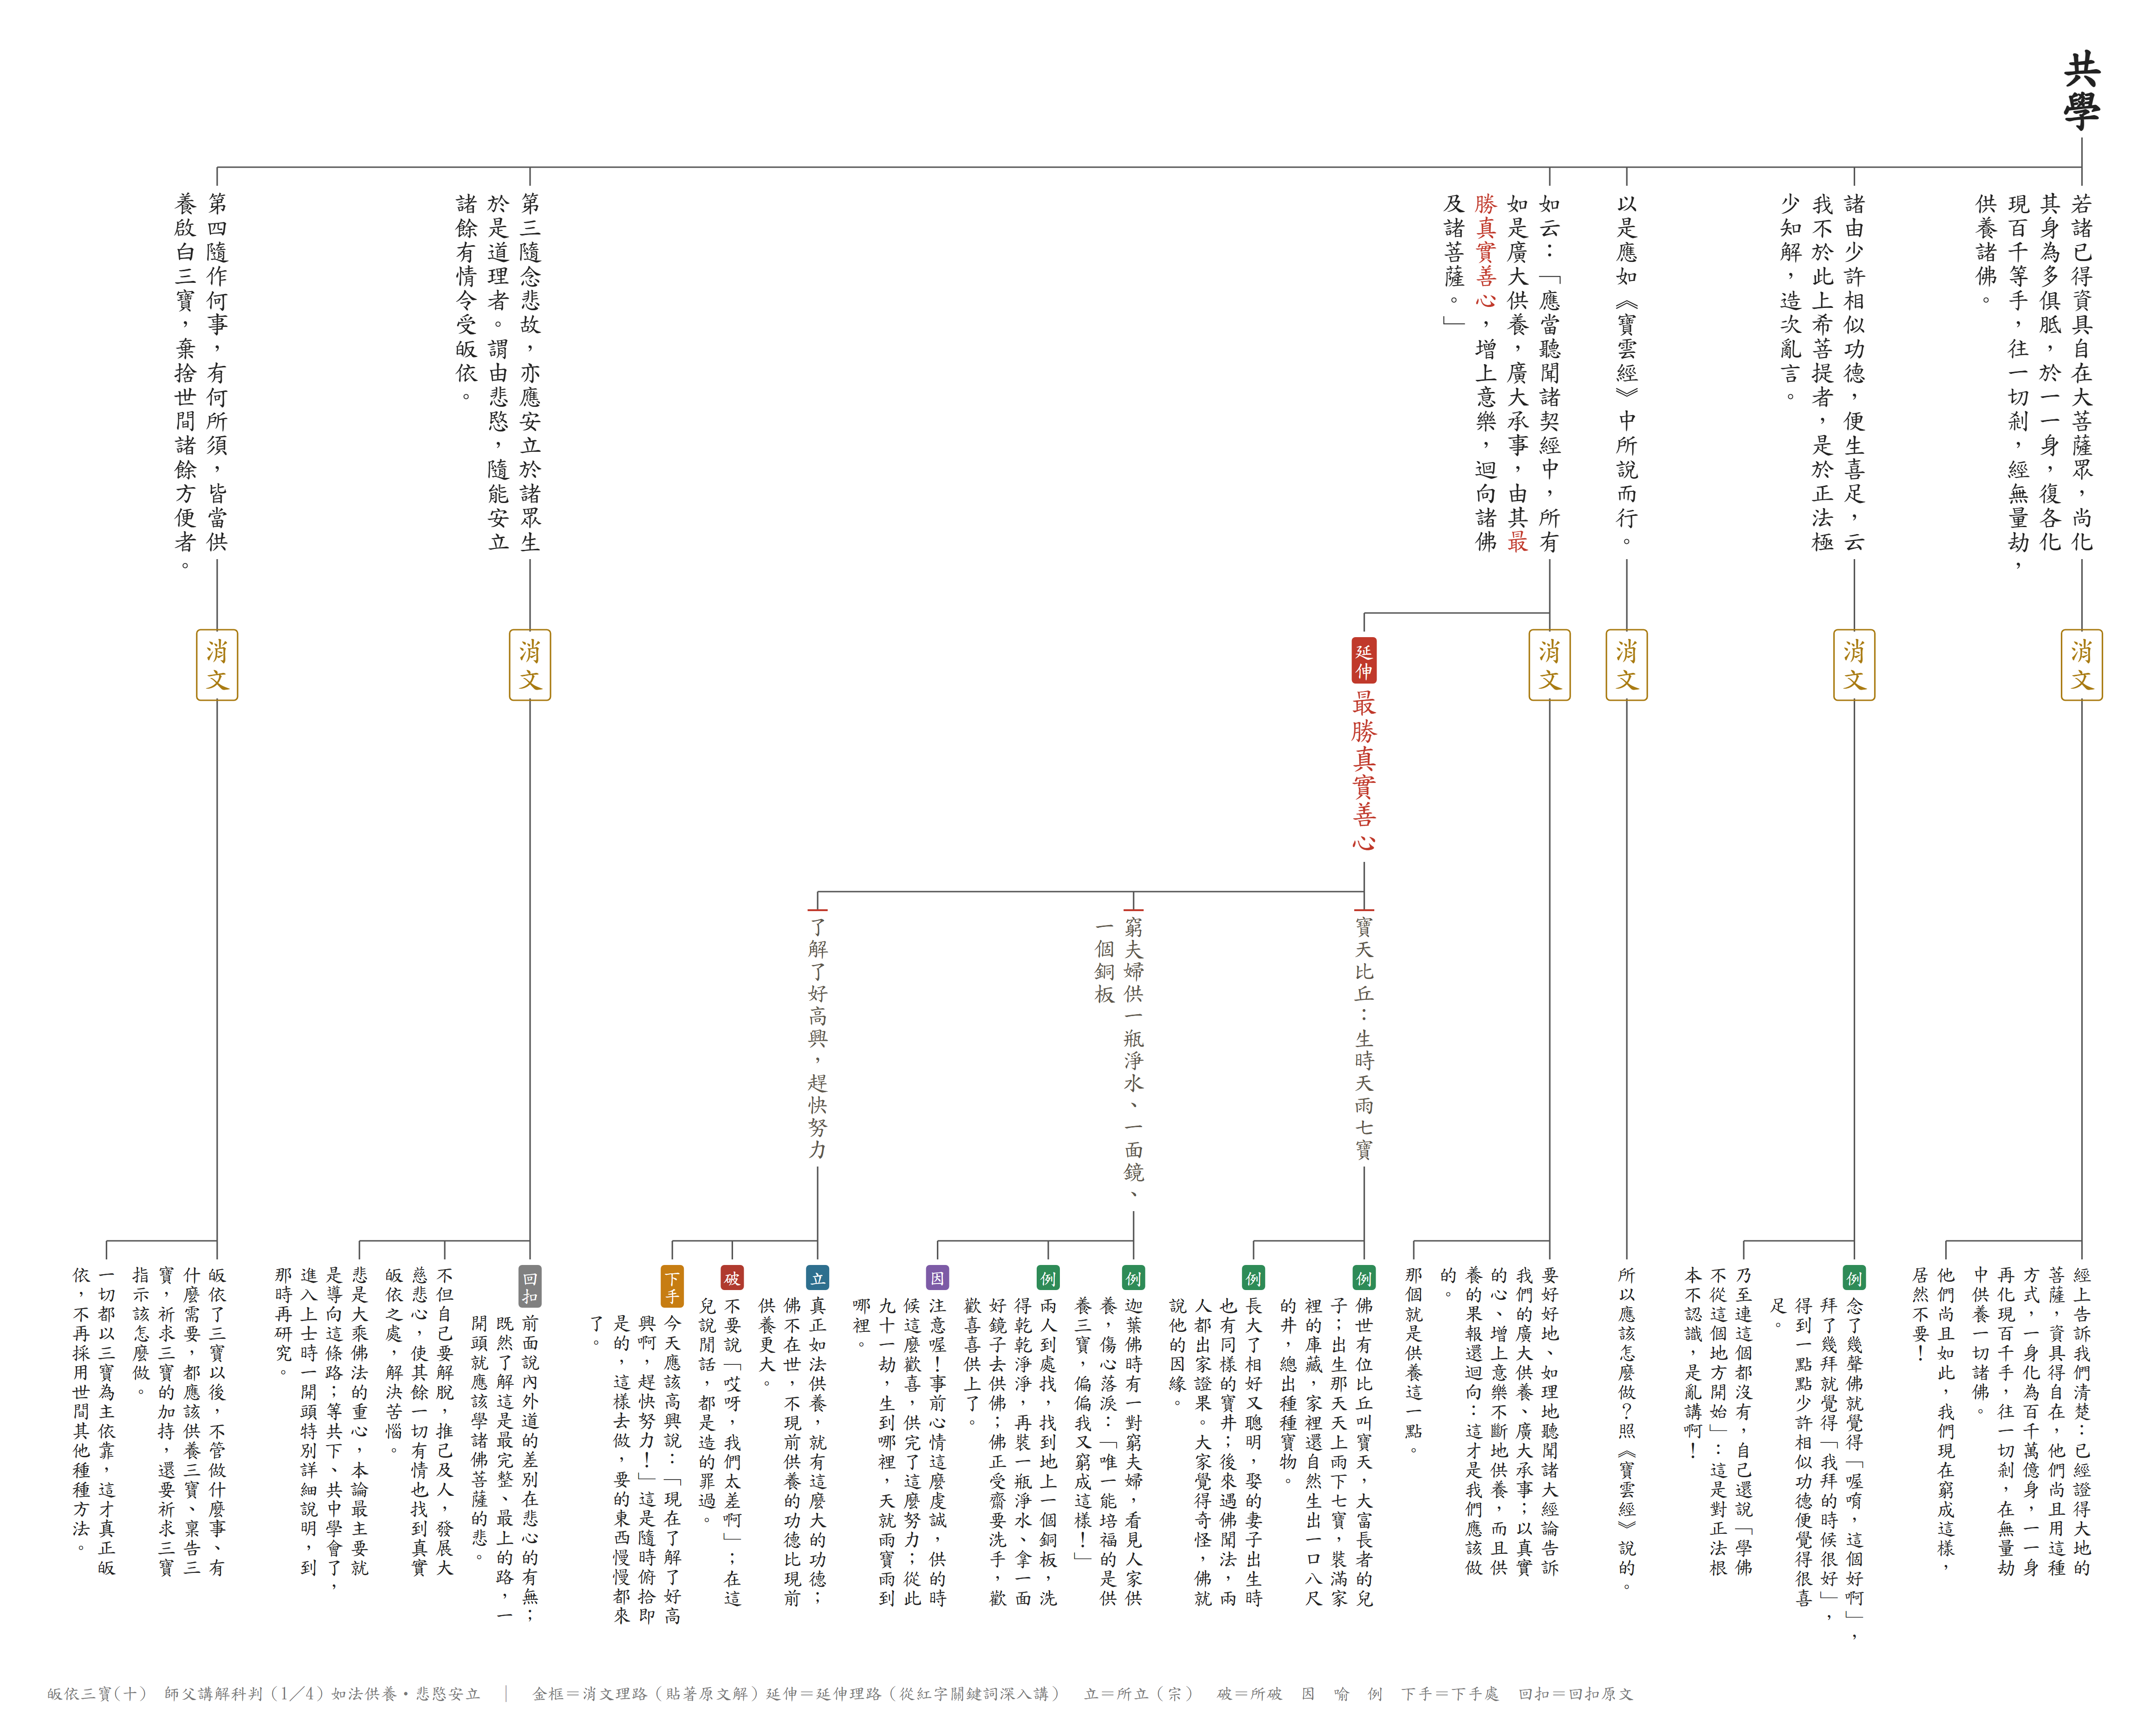 共學
若諸已得資具自在大菩薩眾，尚化
其身為多俱胝，於一一身，復各化
現百千等手，往一切剎，經無量劫，
供養諸佛。
諸由少許相似功德，便生喜足，云
我不於此上希菩提者，是於正法極
少知解，造次亂言。
以是應如《寶雲經》中所說而行。
如云：「應當聽聞諸契經中，所有
如是廣大供養，廣大承事，由其最
勝真實善心，增上意樂，迴向諸佛
及諸菩薩。」
第三隨念悲故，亦應安立於諸眾生
於是道理者。謂由悲愍，隨能安立
諸餘有情令受皈依。
第四隨作何事，有何所須，皆當供
養啟白三寶，棄捨世間諸餘方便者。
消文
消文
消文
消文
消文
消文
延伸
最勝真實善心
寶天比丘：生時天雨七寶
窮夫婦供一瓶淨水、一面鏡、
一個銅板
了解了好高興，趕快努力
經上告訴我們清楚：已經證得大地的
菩薩，資具得自在，他們尚且用這種
方式，一身化為百千萬億身，一一身
再化現百千手，往一切剎，在無量劫
中供養一切諸佛。
他們尚且如此，我們現在窮成這樣，
居然不要！
例
念了幾聲佛就覺得「喔唷，這個好啊」，
拜了幾拜就覺得「我拜的時候很好」，
得到一點點少許相似功德便覺得很喜
足。
乃至連這個都沒有，自己還說「學佛
不從這個地方開始」：這是對正法根
本不認識，是亂講啊！
所以應該怎麼做？照《寶雲經》說的。
要好好地、如理地聽聞諸大經論告訴
我們的廣大供養、廣大承事；以真實
的心、增上意樂不斷地供養，而且供
養的果報還迴向：這才是我們應該做
的。
那個就是供養這一點。
例
佛世有位比丘叫寶天，大富長者的兒
子；出生那天天上雨下七寶，裝滿家
裡的庫藏，家裡還自然生出一口八尺
的井，總出種種寶物。
例
長大了相好又聰明，娶的妻子出生時
也有同樣的寶井；後來遇佛聞法，兩
人都出家證果。大家覺得奇怪，佛就
說他的因緣。
例
迦葉佛時有一對窮夫婦，看見人家供
養，傷心落淚：「唯一能培福的是供
養三寶，偏偏我又窮成這樣！」
例
兩人到處找，找到地上一個銅板，洗
得乾乾淨淨，再裝一瓶淨水、拿一面
好鏡子去供佛；佛正受齋要洗手，歡
歡喜喜供上了。
因
注意喔！事前心情這麼虔誠，供的時
候這麼歡喜，供完了這麼努力；從此
九十一劫，生到哪裡，天就雨寶雨到
哪裡。
立
真正如法供養，就有這麼大的功德；
佛不在世，不現前供養的功德比現前
供養更大。
破
不要說「哎呀，我們太差啊」；在這
兒說閒話，都是造的罪過。
下手
今天應該高興說：「現在了解了好高
興啊，趕快努力！」這是隨時俯拾即
是的，這樣去做，要的東西慢慢都來
了。
回扣
前面說內外道的差別在悲心的有無；
既然了解這是最完整、最上的路，一
開頭就應該學諸佛菩薩的悲。
不但自己要解脫，推己及人，發展大
慈悲心，使其餘一切有情也找到真實
皈依之處，解決苦惱。
悲是大乘佛法的重心，本論最主要就
是導向這條路；等共下、共中學會了，
進入上士時一開頭特別詳細說明，到
那時再研究。
皈依了三寶以後，不管做什麼事、有
什麼需要，都應該供養三寶、稟告三
寶，祈求三寶的加持，還要祈求三寶
指示該怎麼做。
一切都以三寶為主依靠，這才真正皈
依，不再採用世間其他種種方法。
皈依三寶(十)　師父講解科判（1／4）如法供養・悲愍安立　｜　金框＝消文理路（貼著原文解）延伸＝延伸理路（從紅字關鍵詞深入講）　立＝所立（宗）　破＝所破　因　喻　例　下手＝下手處　回扣＝回扣原文